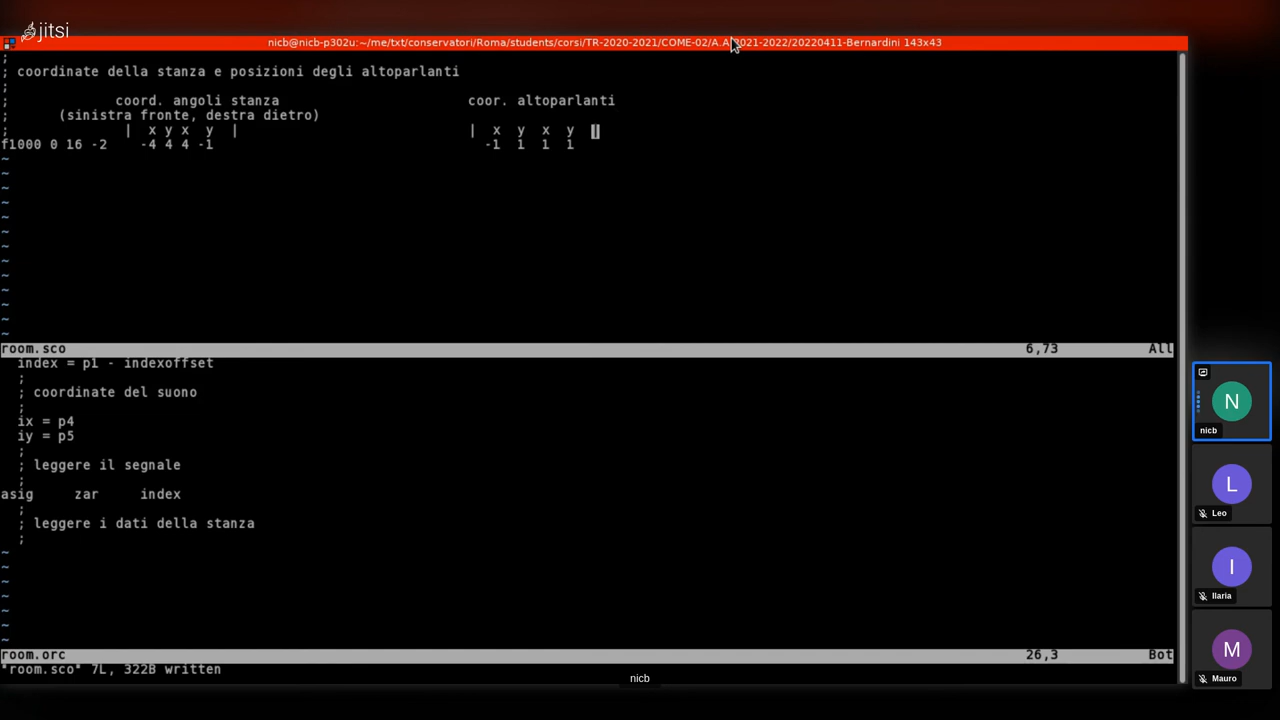 jitsi
nicb@nicb-p302u:~/me/txt/conservatori/Roma/students/corsi/TR-2020-2021/COME-02/A.A.2021-2022/20220411-Bernardini 143x43
;
; coordinate della stanza e posizioni degli altoparlanti
;
; coord. angoli stanza coor. altoparlanti
; (sinistra fronte, destra dietro)
; | x y x y | | x y x y |
f1000 0 16 -2 -4 4 4 -1 -1 1 1 1
~
~
~
~
~
~
~
~
~
~
~
~
~
room.sco 6,73 All
index = p1 - indexoffset
;
; coordinate del suono
;
ix = p4
iy = p5
;
; leggere il segnale
;
asig zar index
;
; leggere i dati della stanza
;
~
~
~
~
~
~
~
room.orc 26,3 Bot
"room.sco" 7L, 322B written
nicb
N
nicb
L
Leo
I
Ilaria
M
Mauro